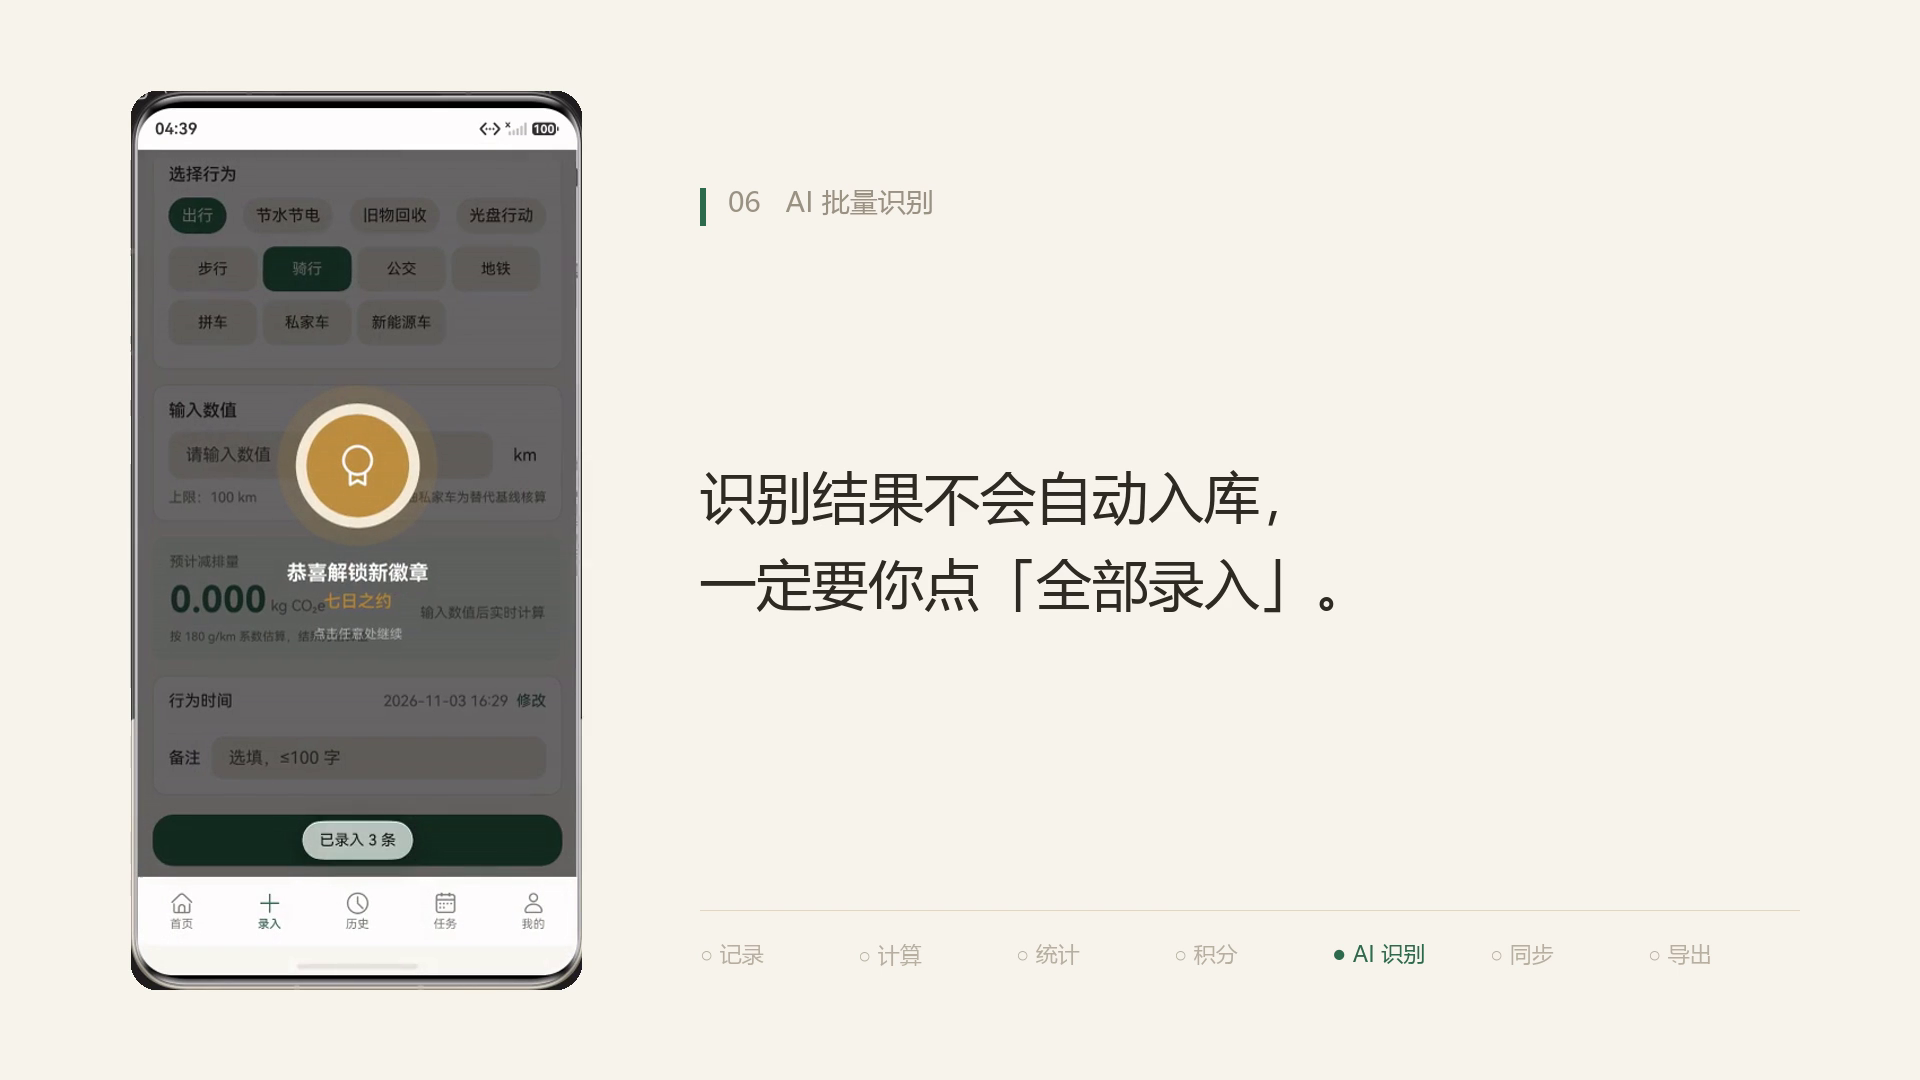 04:39
100
选择行为
出行 节水节电 旧物回收 光盘行动
步行 骑行 公交 地铁
拼车 私家车 新能源车
输入数值
请输入数值 km
上限：100 km 私家车为替代基线核算
预计减排量
恭喜解锁新徽章
0.000 kg CO₂e 七日之约
输入数值后实时计算
按 180 g/km 系数估算，结
点击任意处继续
行为时间 2026-11-03 16:29 修改
备注 选填，≤100 字
已录入 3 条
首页 录入 历史 任务 我的
06 AI 批量识别
识别结果不会自动入库，
一定要你点「全部录入」。
记录 计算 统计 积分 AI 识别 同步 导出